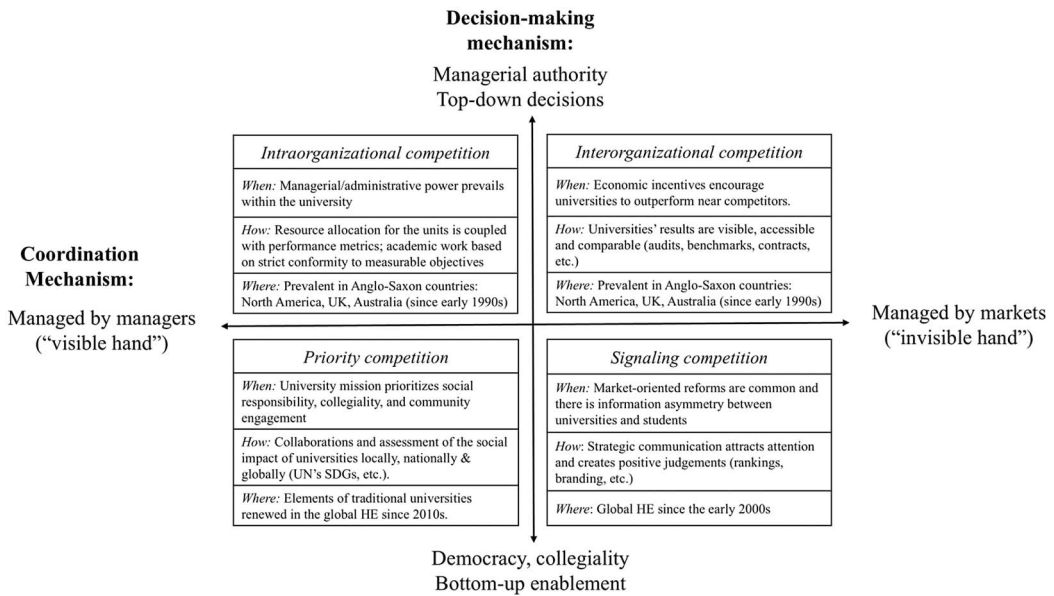 Decision-making
mechanism:
Managerial authority
Top-down decisions
Intraorganizational competition
When: Managerial/administrative power prevails
within the university
How: Resource allocation for the units is coupled
with performance metrics; academic work based
on strict conformity to measurable objectives
Where: Prevalent in Anglo-Saxon countries:
North America, UK, Australia (since early 1990s)
Interorganizational competition
When: Economic incentives encourage
universities to outperform near competitors.
How: Universities' results are visible, accessible
and comparable (audits, benchmarks, contracts,
etc.)
Where: Prevalent in Anglo-Saxon countries:
North America, UK, Australia (since early 1990s)
Coordination
Mechanism:
Managed by managers
(“visible hand”)
Managed by markets
(“invisible hand”)
Priority competition
When: University mission prioritizes social
responsibility, collegiality, and community
engagement
How: Collaborations and assessment of the social
impact of universities locally, nationally &
globally (UN's SDGs, etc.).
Where: Elements of traditional universities
renewed in the global HE since 2010s.
Signaling competition
When: Market-oriented reforms are common and
there is information asymmetry between
universities and students
How: Strategic communication attracts attention
and creates positive judgements (rankings,
branding, etc.)
Where: Global HE since the early 2000s
Democracy, collegiality
Bottom-up enablement